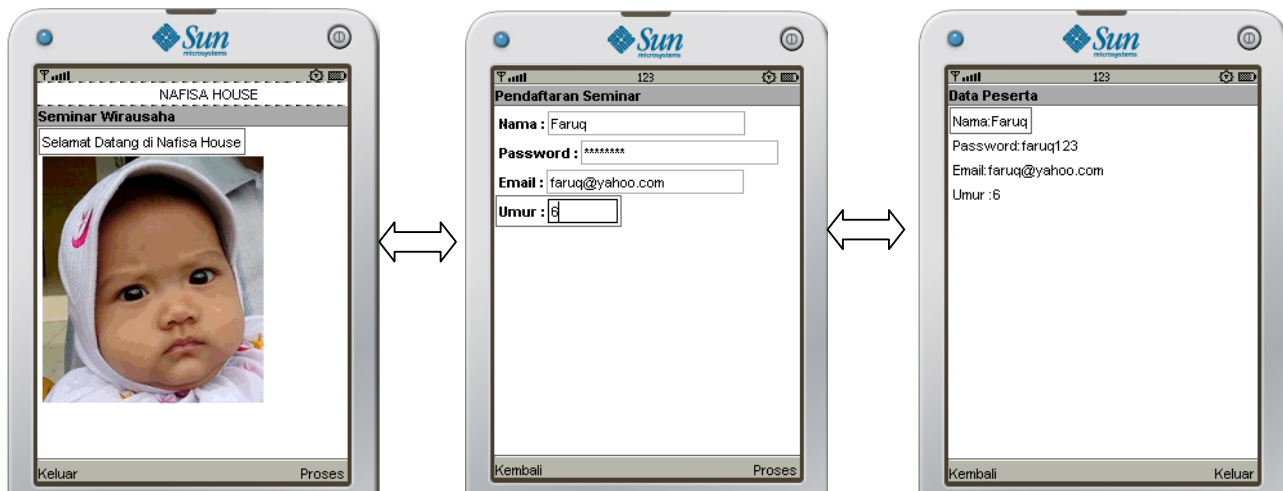 Sun
microsystems
NAFISA HOUSE
Seminar Wirausaha
Selamat Datang di Nafisa House
Keluar Proses
Sun
microsystems
123
Pendaftaran Seminar
Nama : Faruq
Password : ********
Email : faruq@yahoo.com
Umur : 6
Kembali Proses
Sun
microsystems
123
Data Peserta
Nama:Faruq
Password:faruq123
Email:faruq@yahoo.com
Umur :6
Kembali Keluar